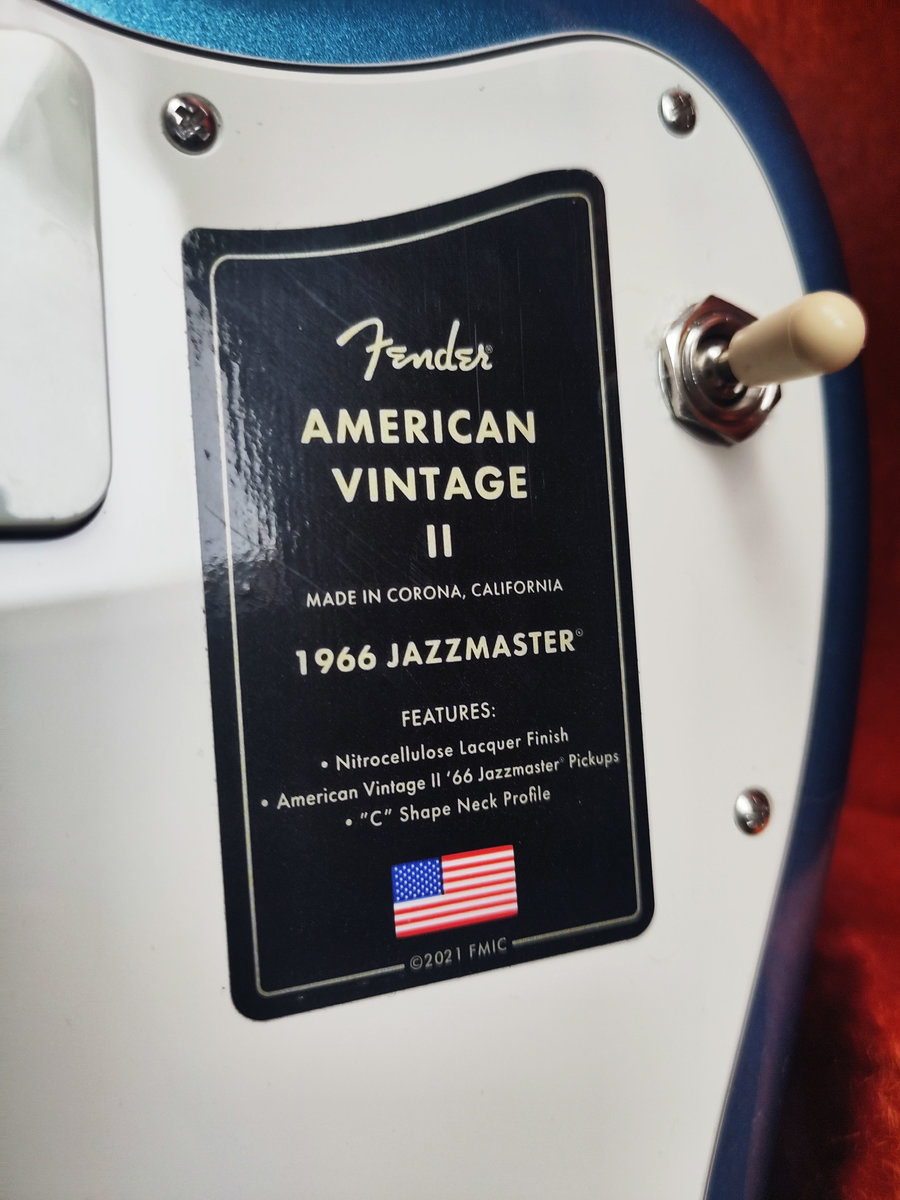 Fender®
AMERICAN
VINTAGE
II
MADE IN CORONA, CALIFORNIA
1966 JAZZMASTER®
FEATURES:
• Nitrocellulose Lacquer Finish
• American Vintage II '66 Jazzmaster® Pickups
• "C" Shape Neck Profile
©2021 FMIC